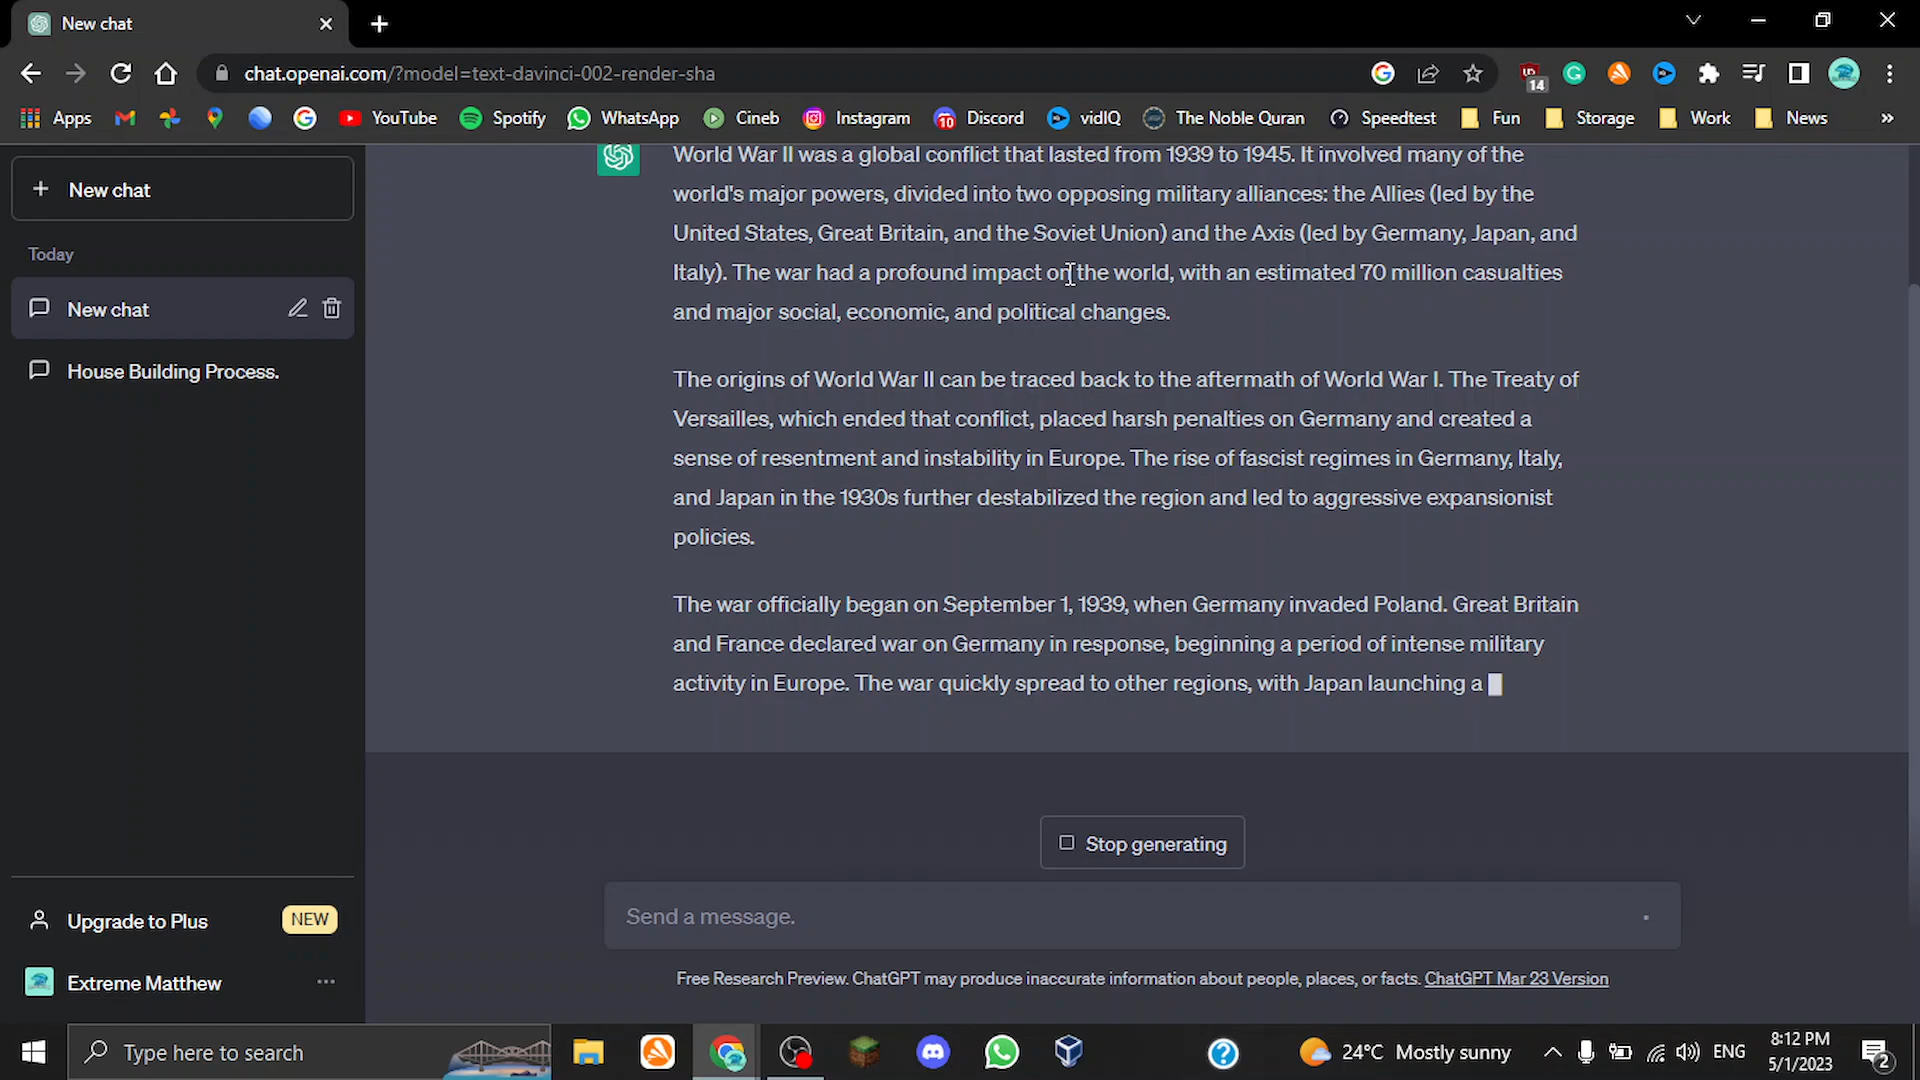 New chat
chat.openai.com/?model=text-davinci-002-render-sha
14
Apps
YouTube
Spotify
WhatsApp
Cineb
Instagram
10
Discord
vidIQ
The Noble Quran
Speedtest
Fun
Storage
Work
News
»
+ New chat
Today
New chat
House Building Process.
World War II was a global conflict that lasted from 1939 to 1945. It involved many of the
world's major powers, divided into two opposing military alliances: the Allies (led by the
United States, Great Britain, and the Soviet Union) and the Axis (led by Germany, Japan, and
Italy). The war had a profound impact on the world, with an estimated 70 million casualties
and major social, economic, and political changes.
The origins of World War II can be traced back to the aftermath of World War I. The Treaty of
Versailles, which ended that conflict, placed harsh penalties on Germany and created a
sense of resentment and instability in Europe. The rise of fascist regimes in Germany, Italy,
and Japan in the 1930s further destabilized the region and led to aggressive expansionist
policies.
The war officially began on September 1, 1939, when Germany invaded Poland. Great Britain
and France declared war on Germany in response, beginning a period of intense military
activity in Europe. The war quickly spread to other regions, with Japan launching a
Stop generating
Send a message.
Free Research Preview. ChatGPT may produce inaccurate information about people, places, or facts. ChatGPT Mar 23 Version
Upgrade to Plus
NEW
Extreme Matthew
Type here to search
24°C Mostly sunny
ENG
8:12 PM
5/1/2023
2